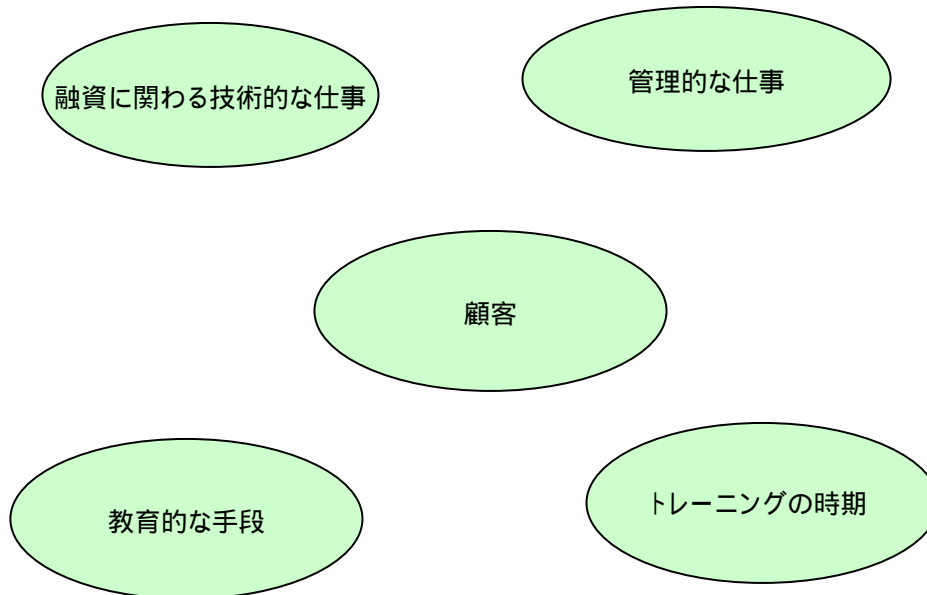 融資に関わる技術的な仕事
管理的な仕事
顧客
教育的な手段
トレーニングの時期